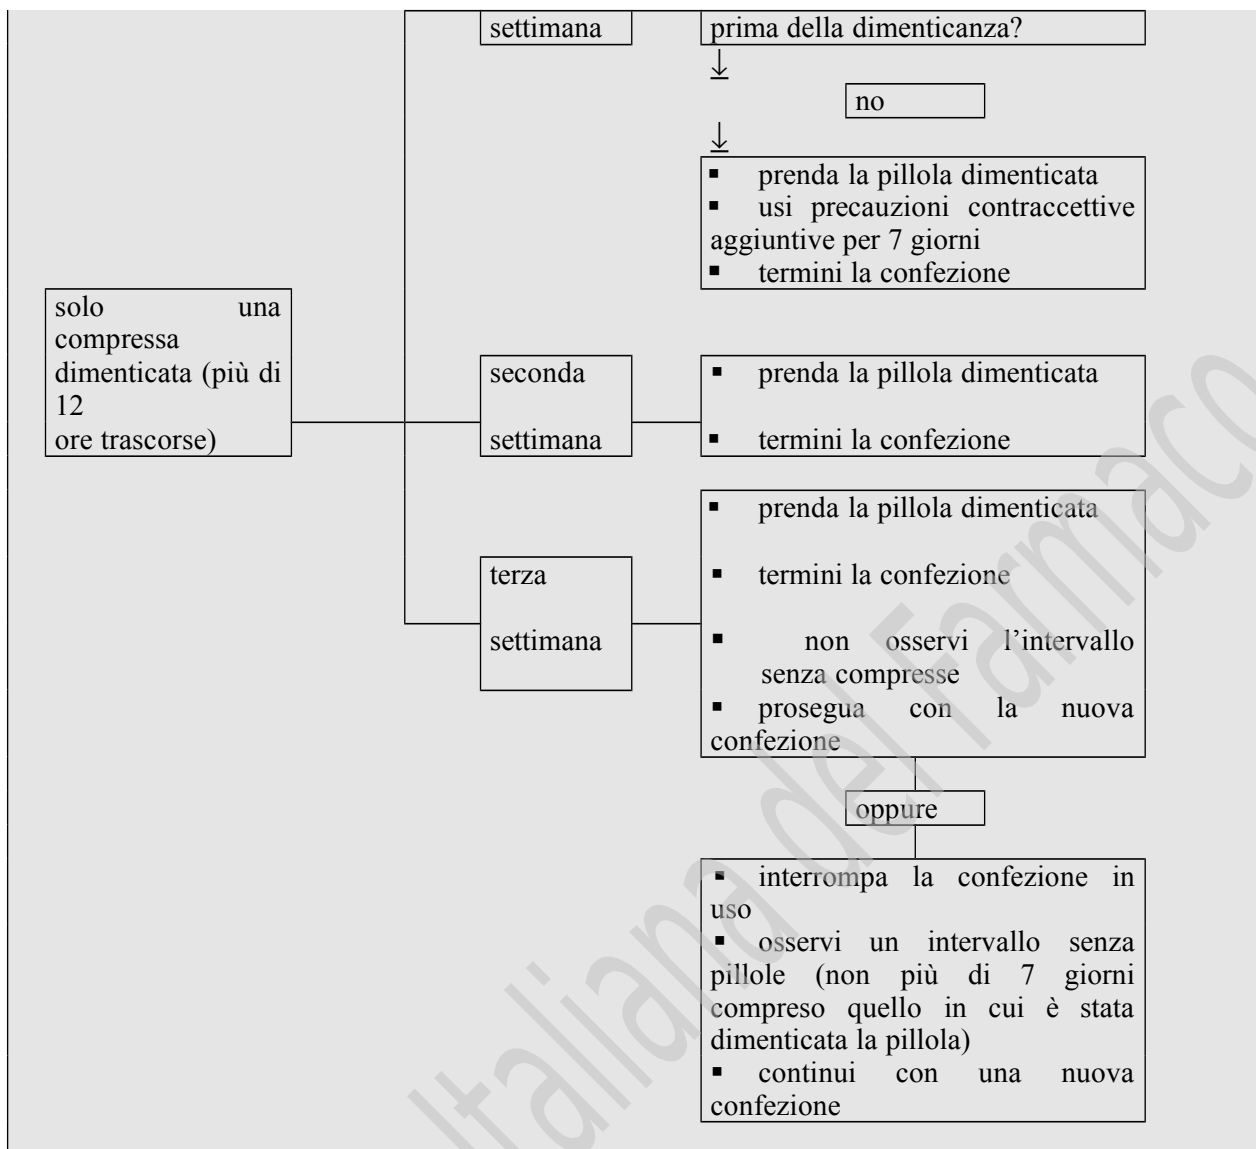 settimana
prima della dimenticanza?
↓
no
↓
▪ prenda la pillola dimenticata
▪ usi precauzioni contraccettive
aggiuntive per 7 giorni
▪ termini la confezione
solo una
compressa
dimenticata (più di
12
ore trascorse)
seconda
settimana
▪ prenda la pillola dimenticata
▪ termini la confezione
terza
settimana
▪ prenda la pillola dimenticata
▪ termini la confezione
▪ non osservi l’intervallo
senza compresse
▪ prosegua con la nuova
confezione
oppure
▪ interrompa la confezione in
uso
▪ osservi un intervallo senza
pillole (non più di 7 giorni
compreso quello in cui è stata
dimenticata la pillola)
▪ continui con una nuova
confezione
Italiana del Farmaco